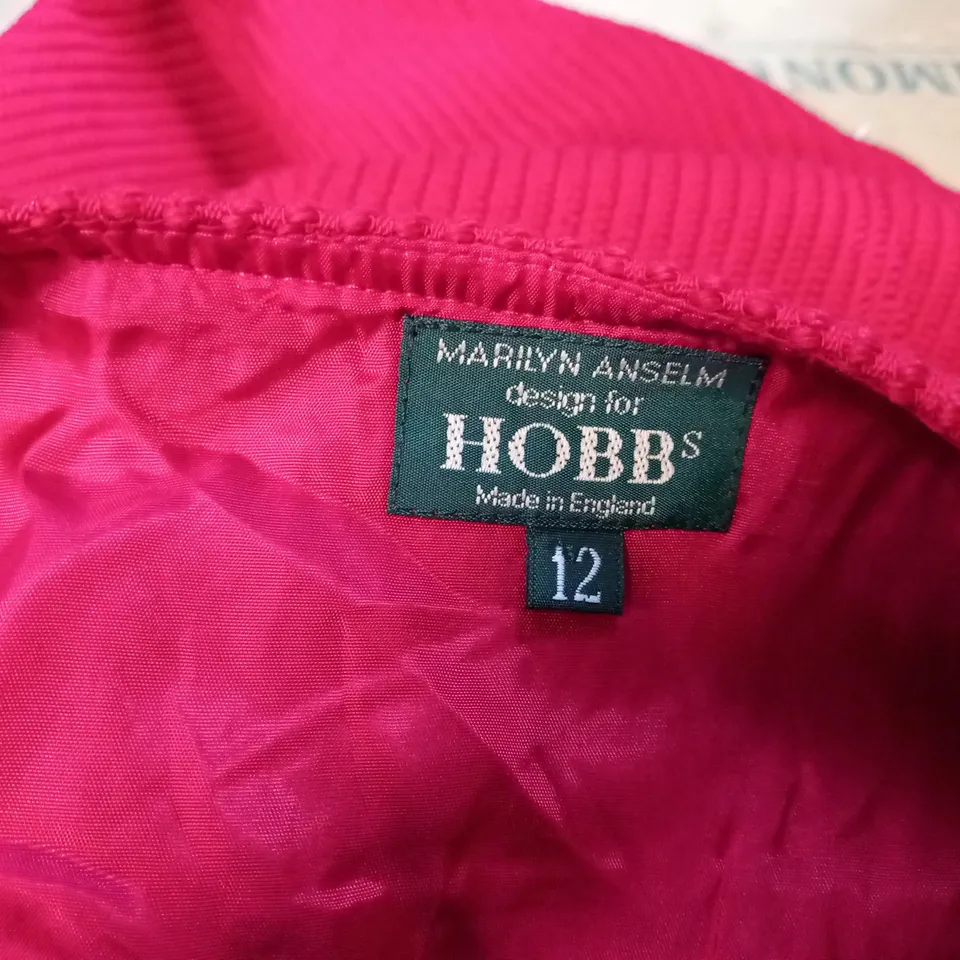 MARILYN ANSELM
design for
HOBBS
Made in England
12